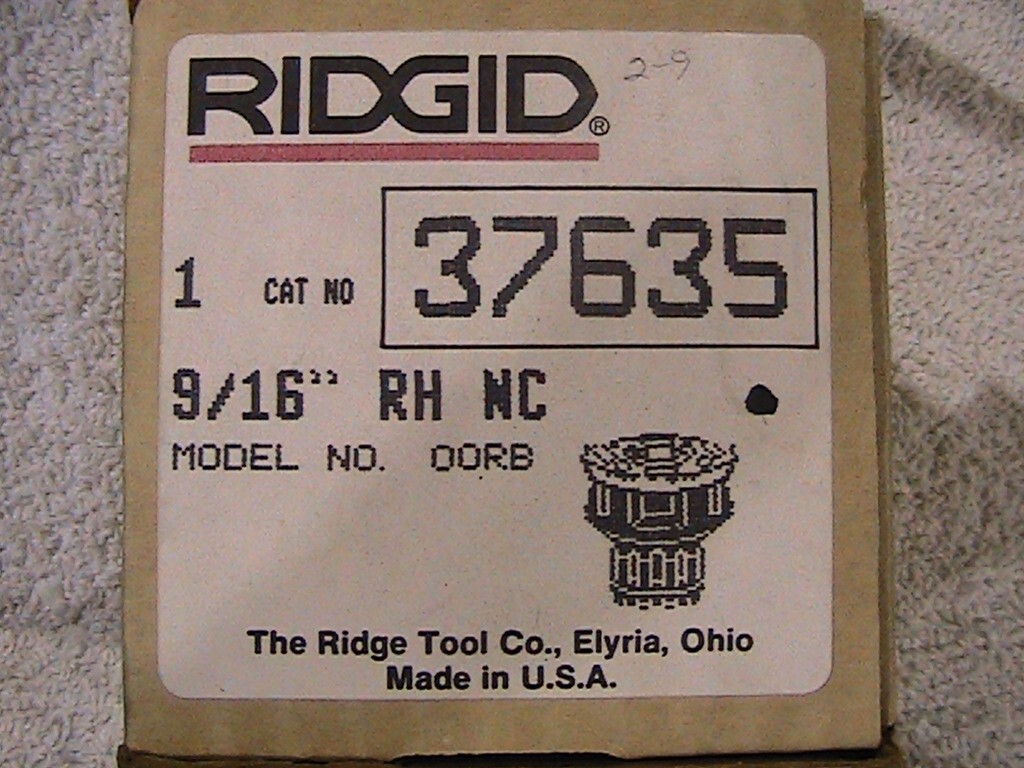 RIDGID®
2-9
1 CAT NO 37635
9/16" RH NC
MODEL NO. 00RB
The Ridge Tool Co., Elyria, Ohio
Made in U.S.A.